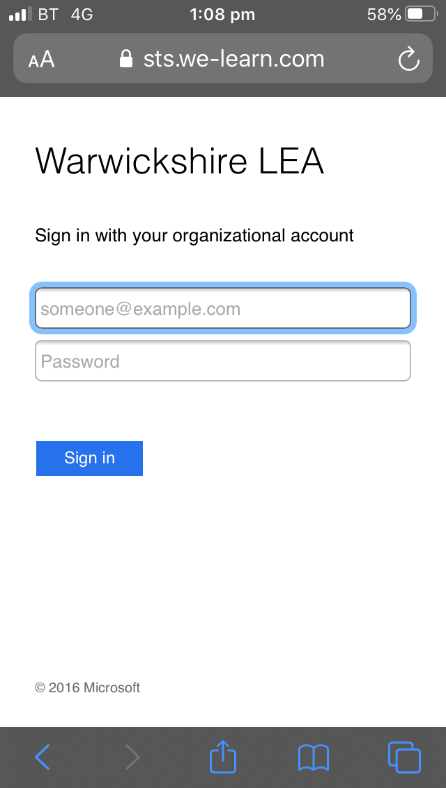 BT 4G 1:08 pm 58%
AA sts.we-learn.com
Warwickshire LEA
Sign in with your organizational account
someone@example.com
Password
Sign in
© 2016 Microsoft